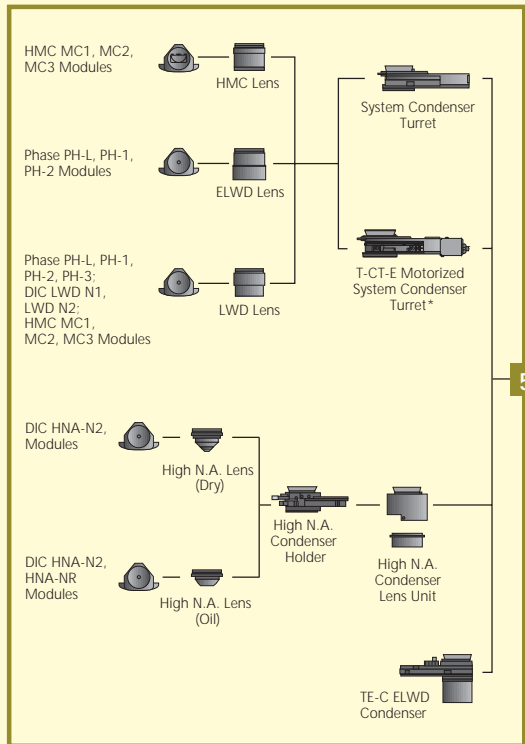 HMC MC1, MC2,
MC3 Modules
HMC Lens
System Condenser
Turret
Phase PH-L, PH-1,
PH-2 Modules
ELWD Lens
T-CT-E Motorized
System Condenser
Turret*
Phase PH-L, PH-1,
PH-2, PH-3;
DIC LWD N1,
LWD N2;
HMC MC1,
MC2, MC3 Modules
LWD Lens
5
DIC HNA-N2,
Modules
High N.A. Lens
(Dry)
High N.A.
Condenser
Holder
High N.A.
Condenser
Lens Unit
DIC HNA-N2,
HNA-NR
Modules
High N.A. Lens
(Oil)
TE-C ELWD
Condenser